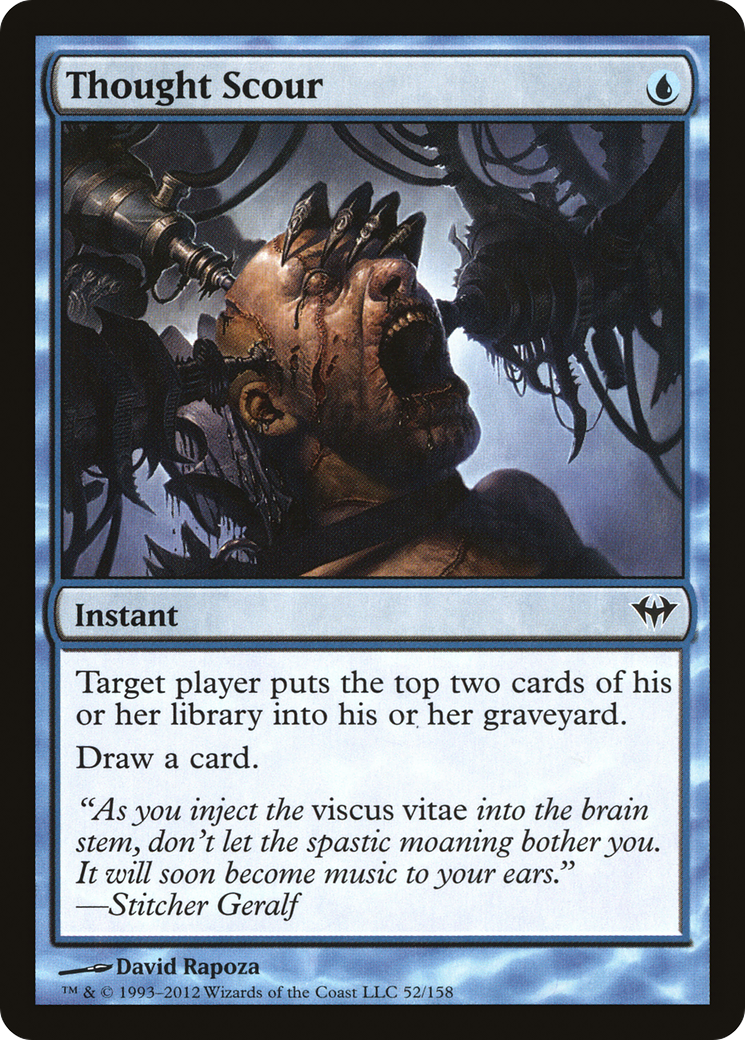 Thought Scour
Instant
Target player puts the top two cards of his
or her library into his or her graveyard.
Draw a card.
“As you inject the viscus vitae into the brain
stem, don’t let the spastic moaning bother you.
It will soon become music to your ears.”
—Stitcher Geralf
David Rapoza
™ & © 1993–2012 Wizards of the Coast LLC 52/158